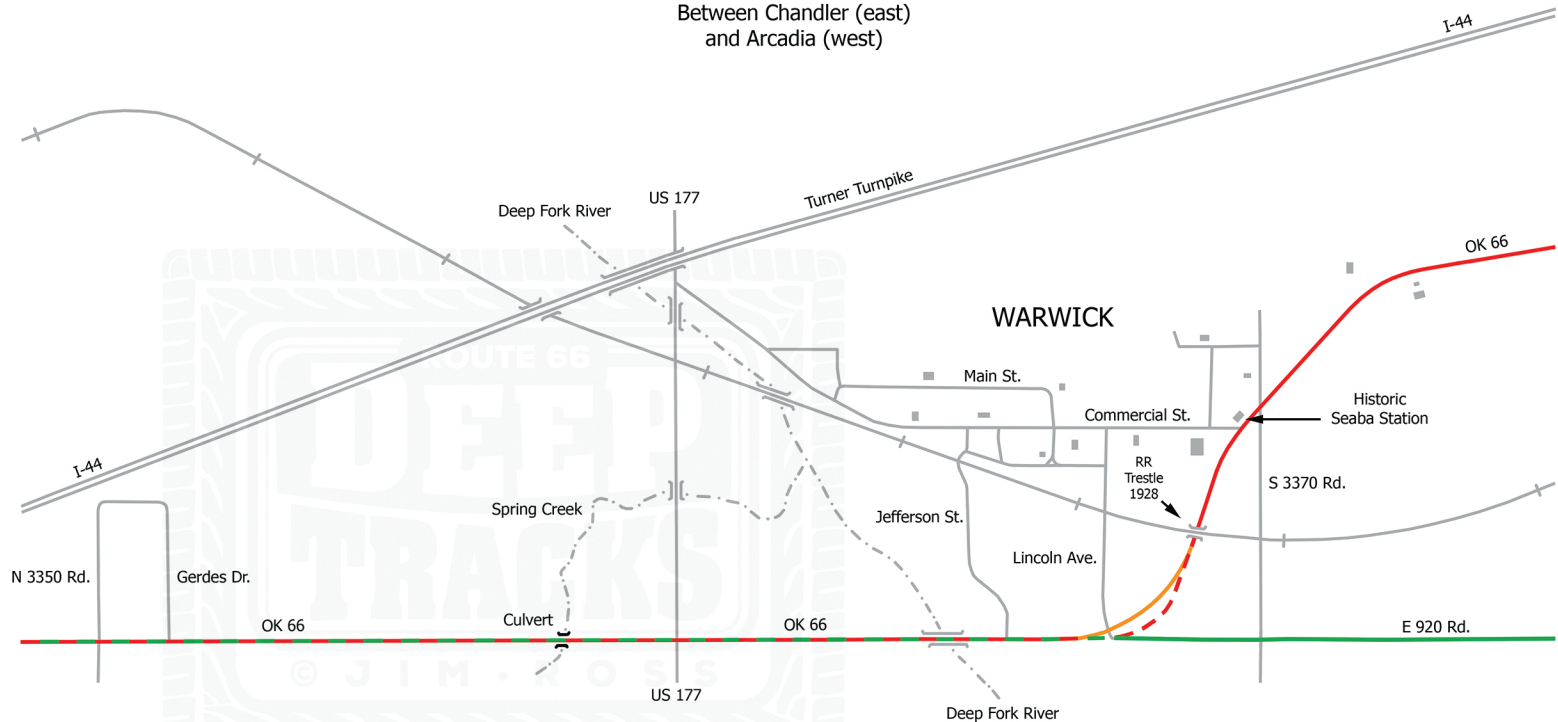 Between Chandler (east)
and Arcadia (west)
I-44
Turner Turnpike
US 177
Deep Fork River
OK 66
WARWICK
Main St.
Commercial St.
Historic
Seaba Station
RR
Trestle
1928
S 3370 Rd.
I-44
Spring Creek
Jefferson St.
Lincoln Ave.
N 3350 Rd.
Gerdes Dr.
Culvert
OK 66
OK 66
E 920 Rd.
US 177
Deep Fork River
ROUTE 66
DEEP
TRACKS
© JIM · ROSS